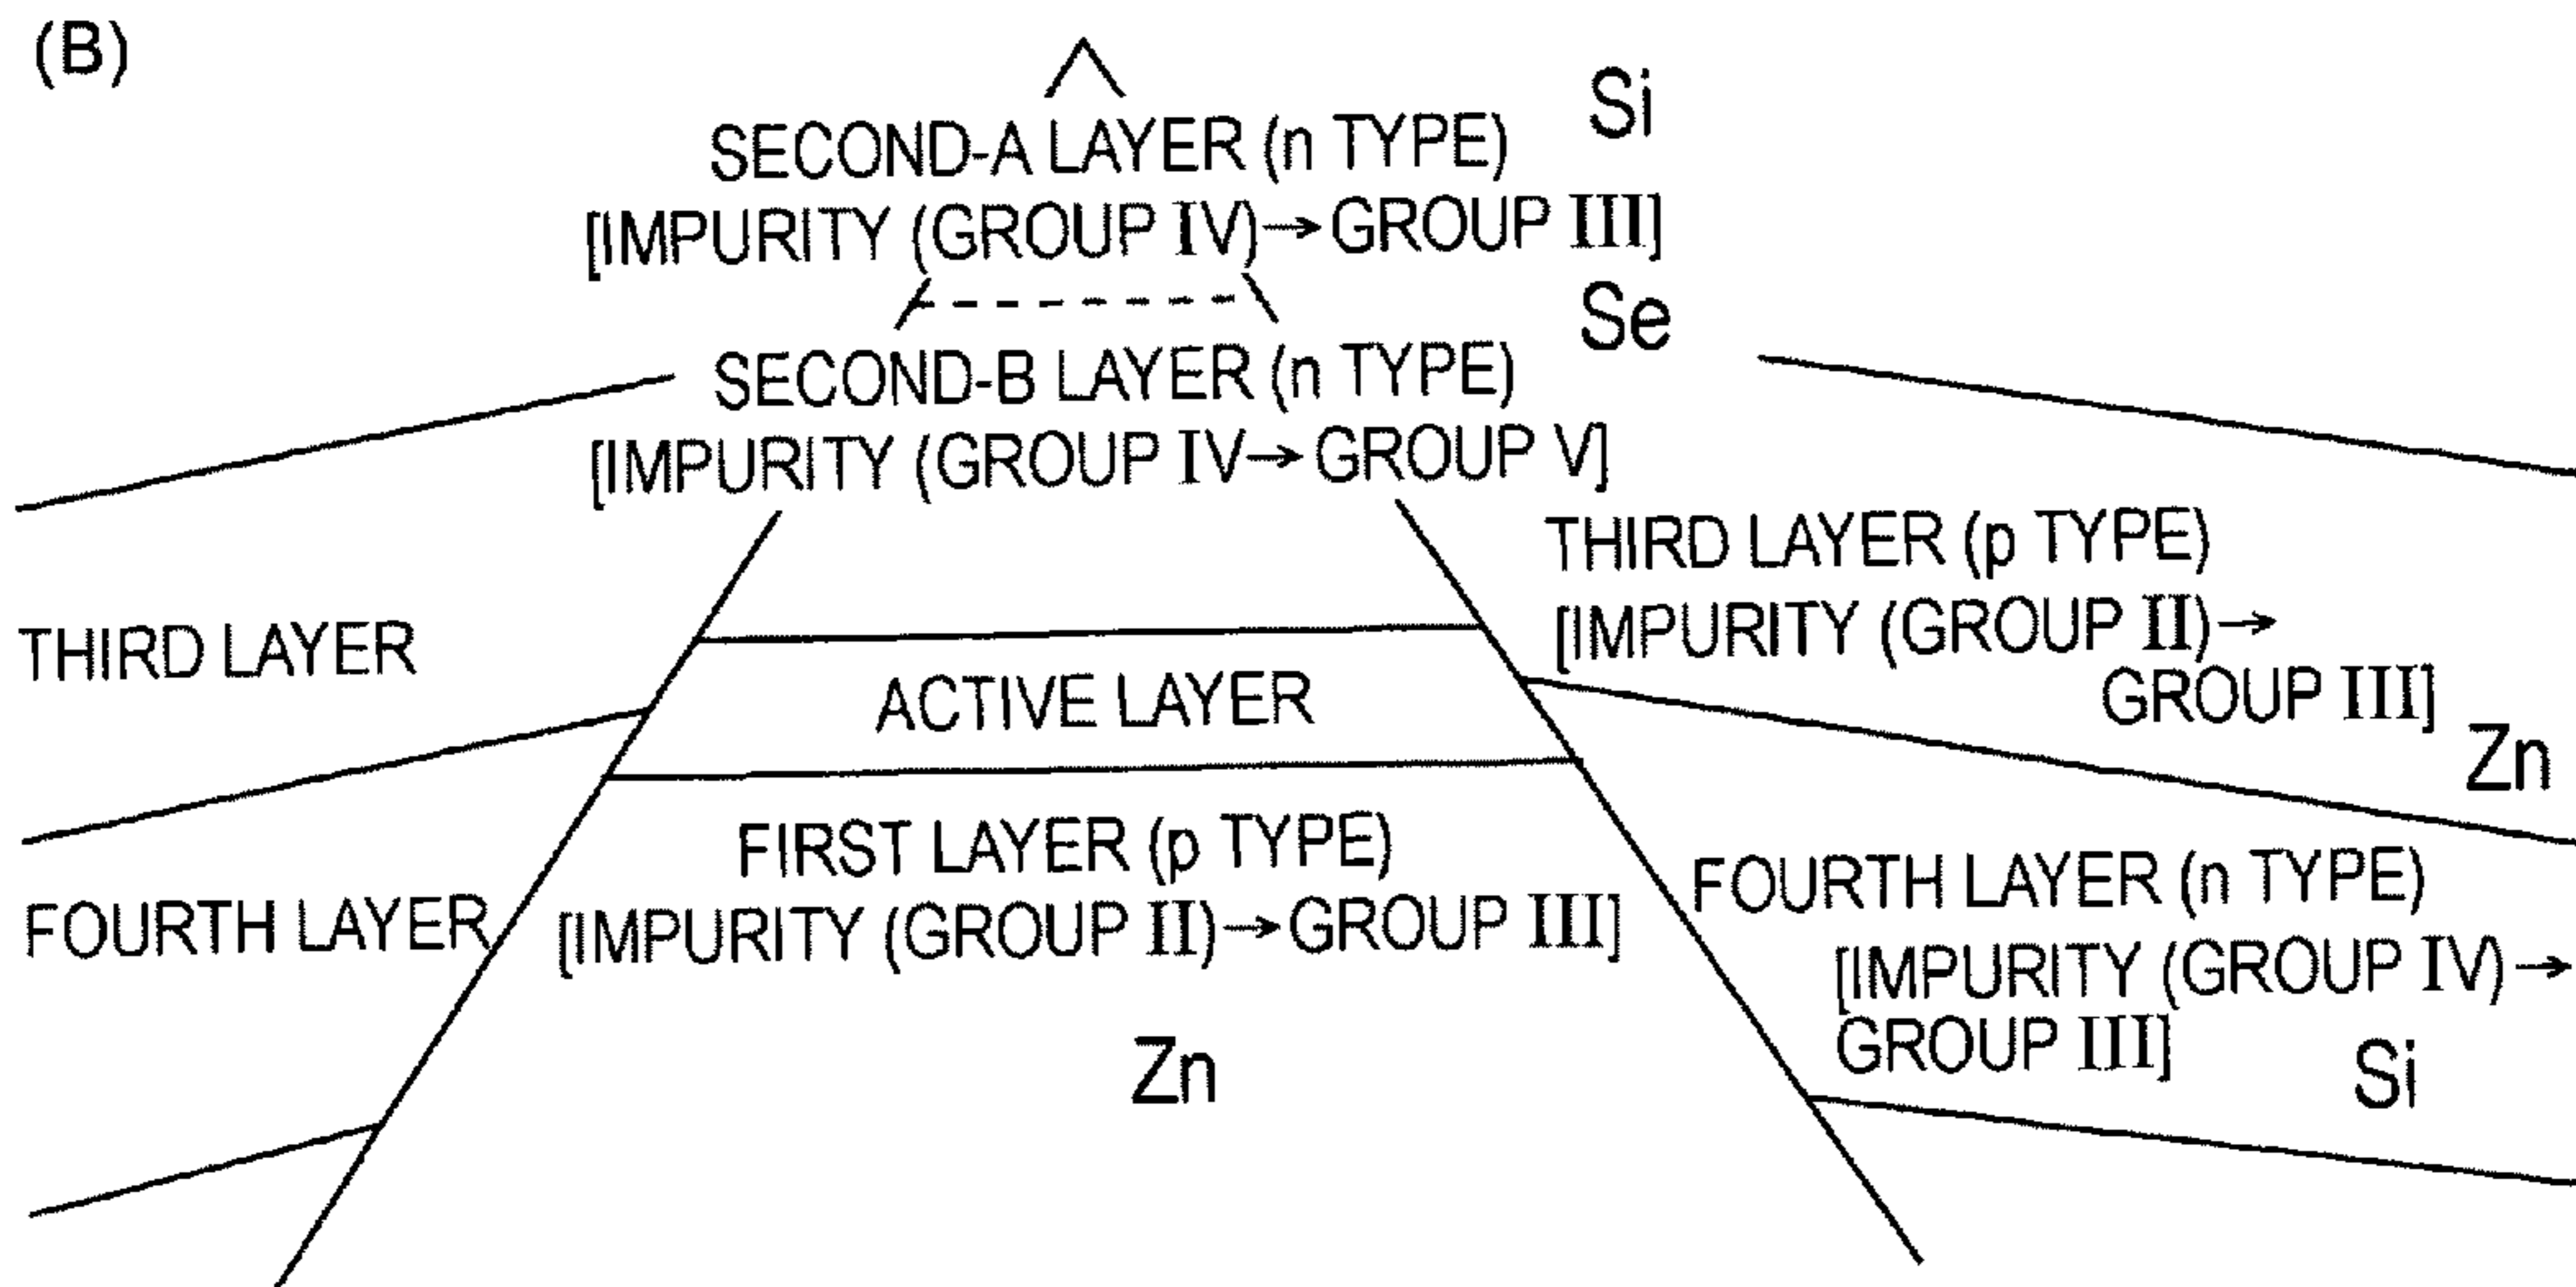 (B)
SECOND-A LAYER (n TYPE)
Si
[IMPURITY (GROUP IV)→GROUP III]
Se
SECOND-B LAYER (n TYPE)
[IMPURITY (GROUP IV→GROUP V]
THIRD LAYER (p TYPE)
[IMPURITY (GROUP II)→
GROUP III]
Zn
THIRD LAYER
ACTIVE LAYER
FIRST LAYER (p TYPE)
[IMPURITY (GROUP II)→GROUP III]
Zn
FOURTH LAYER
FOURTH LAYER (n TYPE)
[IMPURITY (GROUP IV)→
GROUP III]
Si